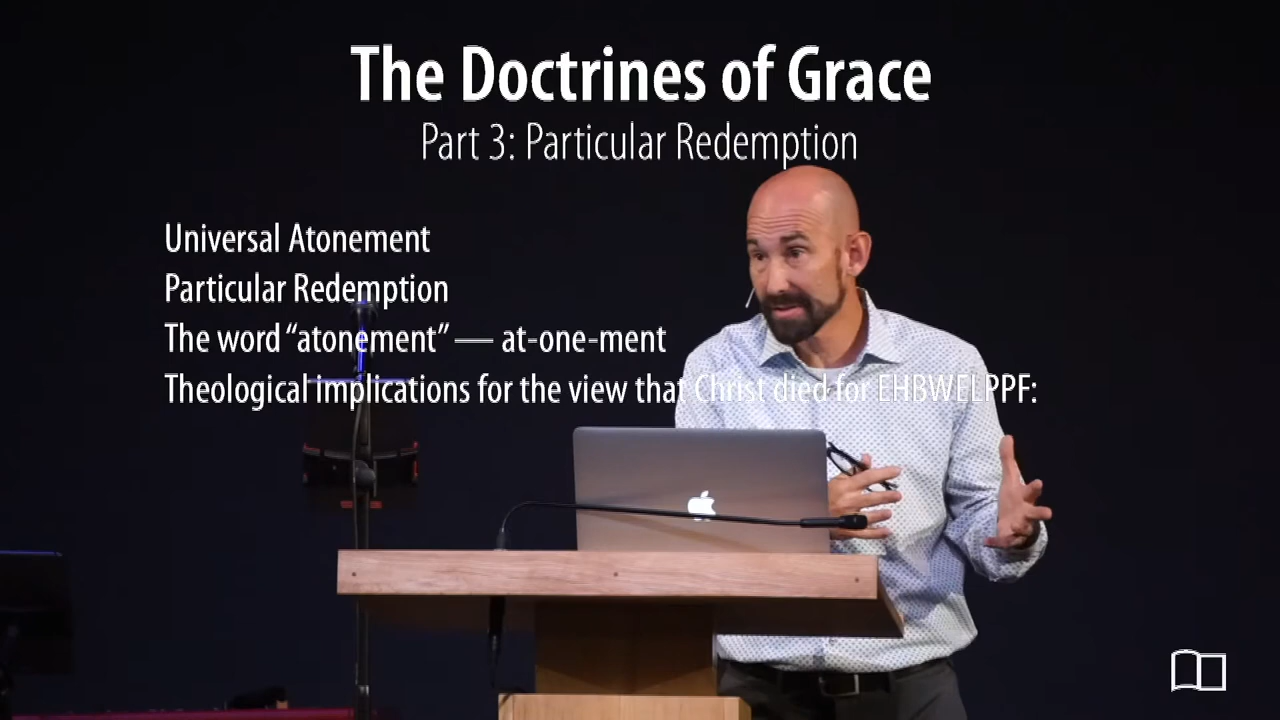 The Doctrines of Grace
Part 3: Particular Redemption
Universal Atonement
Particular Redemption
The word “atonement” — at-one-ment
Theological implications for the view that Christ died for EHBWELPPF: